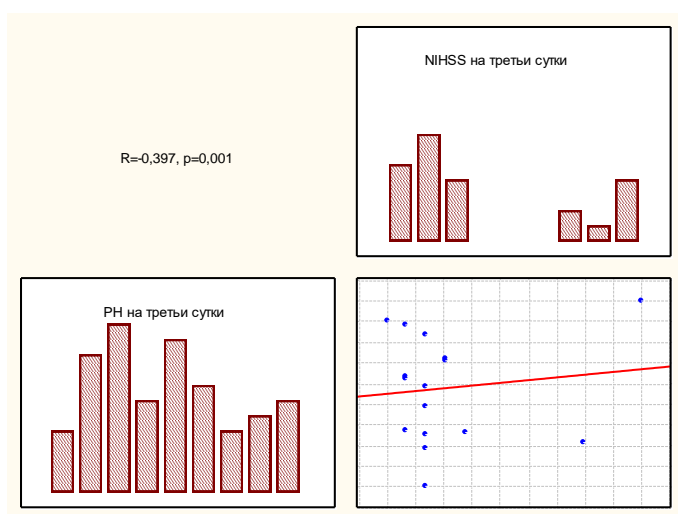 NIHSS на третьи сутки
R=-0,397, p=0,001
PH на третьи сутки